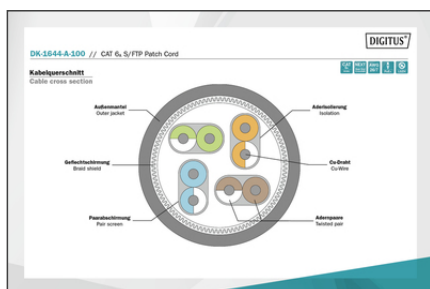 DIGITUS®
DK-1644-A-100 // CAT 6A S/FTP Patch Cord
Kabelquerschnitt
Cable cross section
Außenmantel
Outer jacket
Aderisolierung
Isolation
Geflechtschirmung
Braid shield
Cu-Draht
Cu-Wire
Paarabschirmung
Pair screen
Adernpaare
Twisted pair